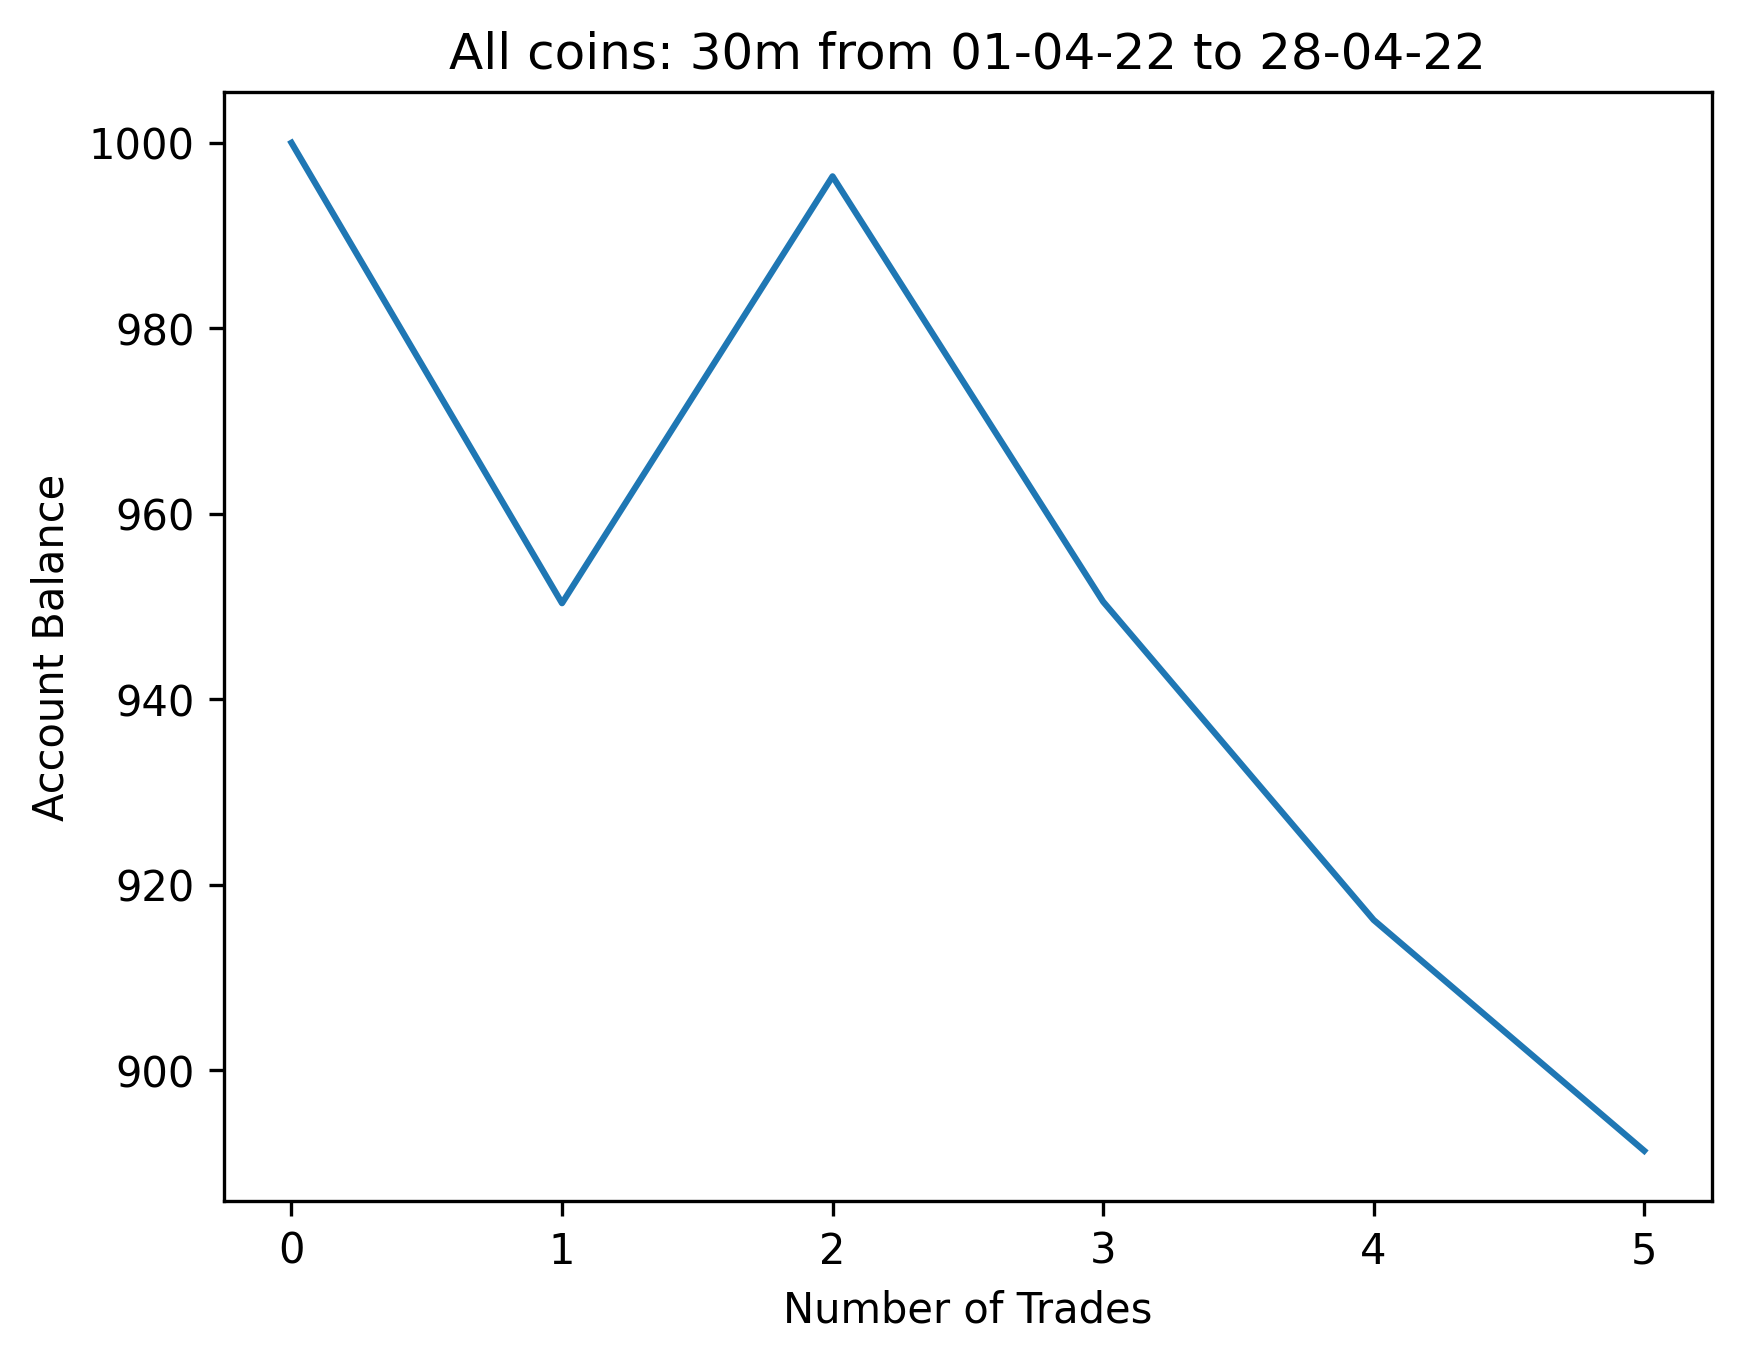 All coins: 30m from 01-04-22 to 28-04-22
1000
980
960
940
920
900
Account Balance
0 1 2 3 4 5
Number of Trades